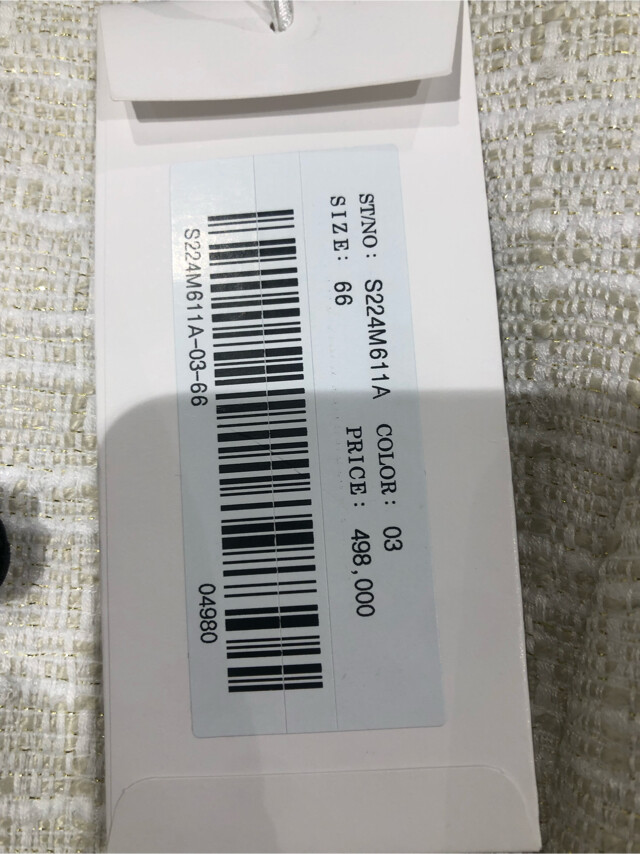 ST/NO: S224M611A COLOR: 03
SIZE: 66 PRICE: 498,000
S224M611A-03-66 04980